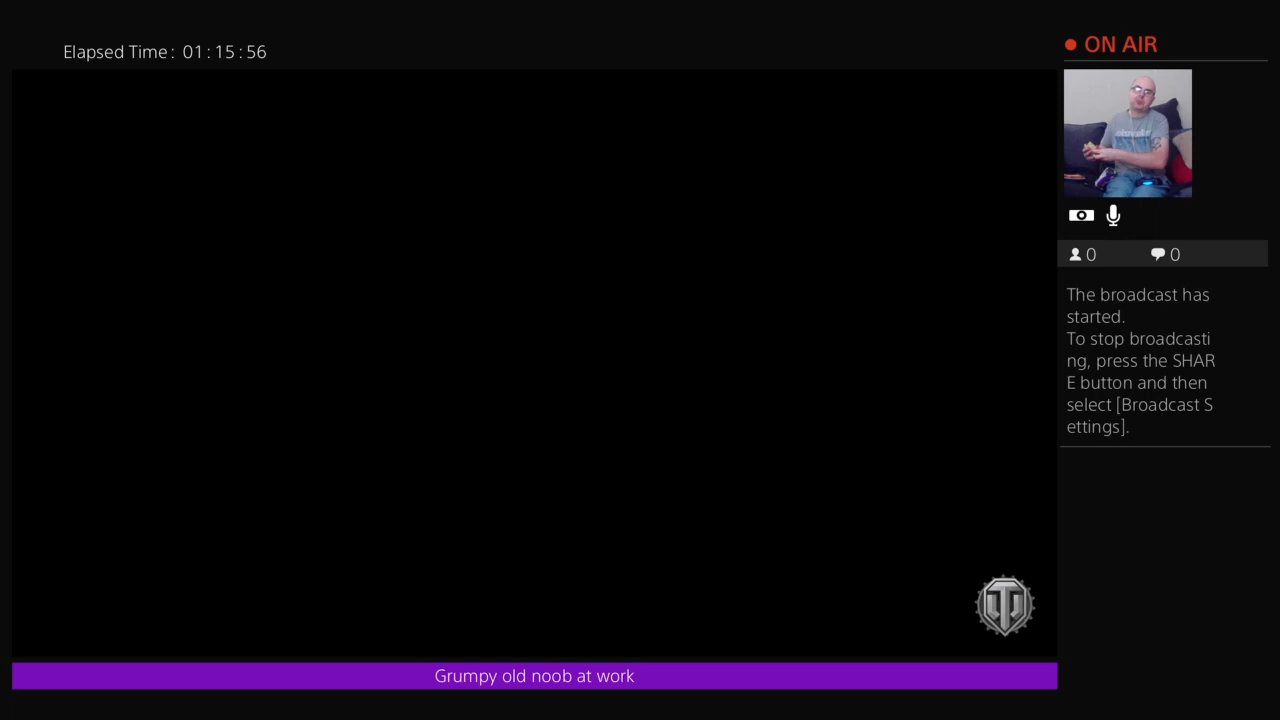 Elapsed Time: 01:15:56
ON AIR
0 0
The broadcast has
started.
To stop broadcasti
ng, press the SHAR
E button and then
select [Broadcast S
ettings].
Grumpy old noob at work